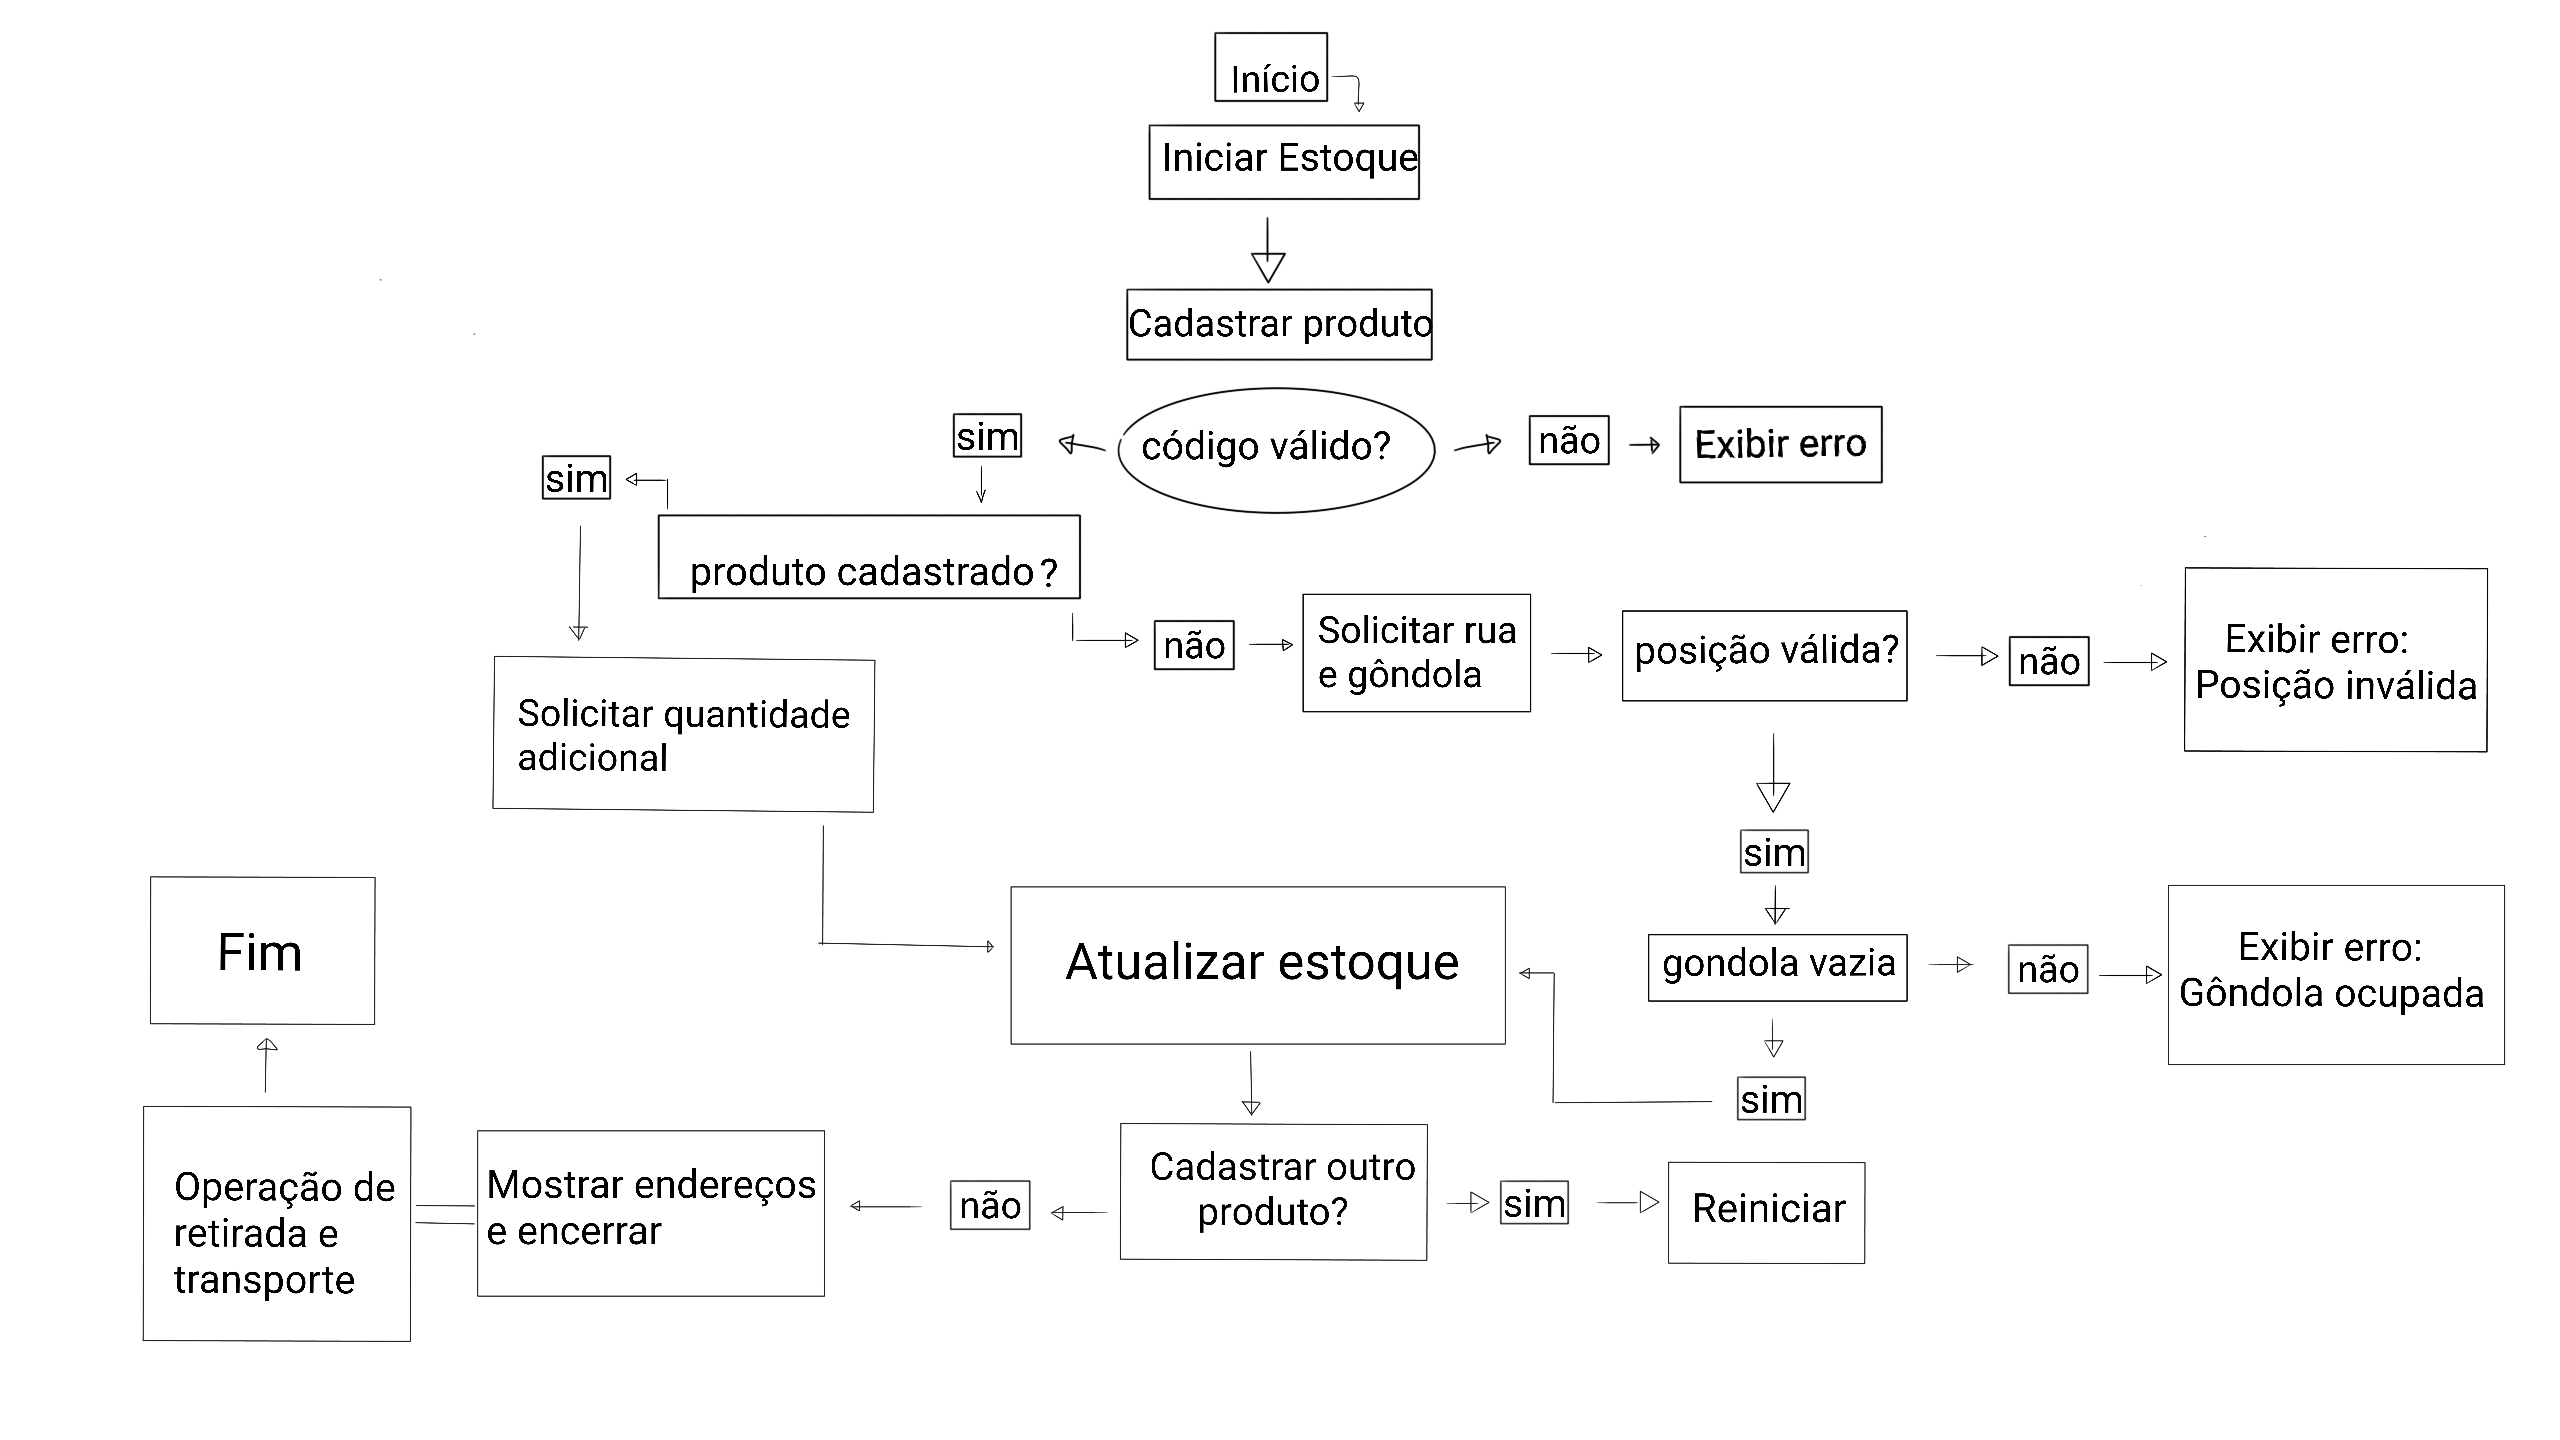 Início
Iniciar Estoque
Cadastrar produto
código válido?
sim
não
Exibir erro
sim
produto cadastrado?
não
Solicitar rua
e gôndola
posição válida?
não
Exibir erro:
Posição inválida
Solicitar quantidade
adicional
sim
Fim
Atualizar estoque
gondola vazia
não
Exibir erro:
Gôndola ocupada
sim
Operação de
retirada e
transporte
Mostrar endereços
e encerrar
não
Cadastrar outro
produto?
sim
Reiniciar